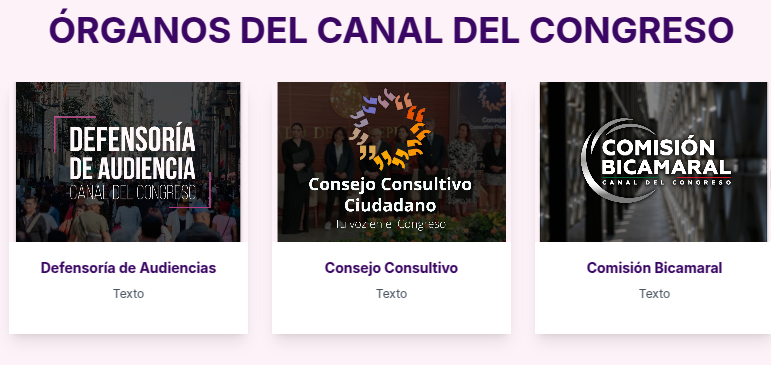 ÓRGANOS DEL CANAL DEL CONGRESO
DEFENSORÍA
DE AUDIENCIA
CANAL DEL CONGRESO
Consejo Consultivo
Ciudadano
Tu voz en el Congreso
COMISIÓN
BICAMARAL
CANAL DEL CONGRESO
Defensoría de Audiencias
Consejo Consultivo
Comisión Bicamaral
Texto
Texto
Texto